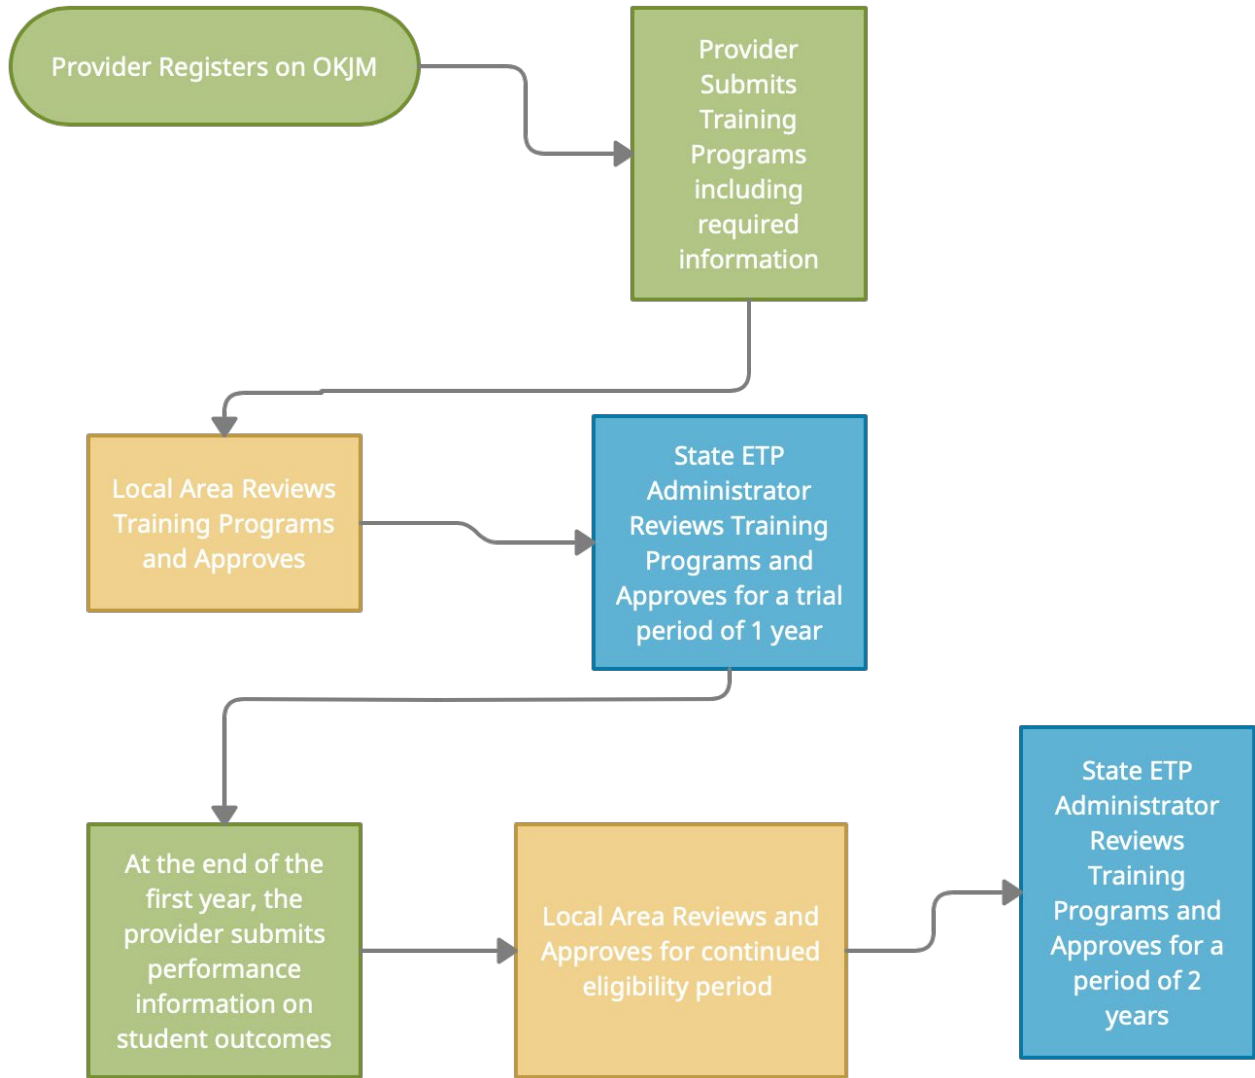 Provider Registers on OKJM
Provider
Submits
Training
Programs
including
required
information
Local Area Reviews
Training Programs
and Approves
State ETP
Administrator
Reviews Training
Programs and
Approves for a trial
period of 1 year
At the end of the
first year, the
provider submits
performance
information on
student outcomes
Local Area Reviews and
Approves for continued
eligibility period
State ETP
Administrator
Reviews
Training
Programs and
Approves for a
period of 2
years